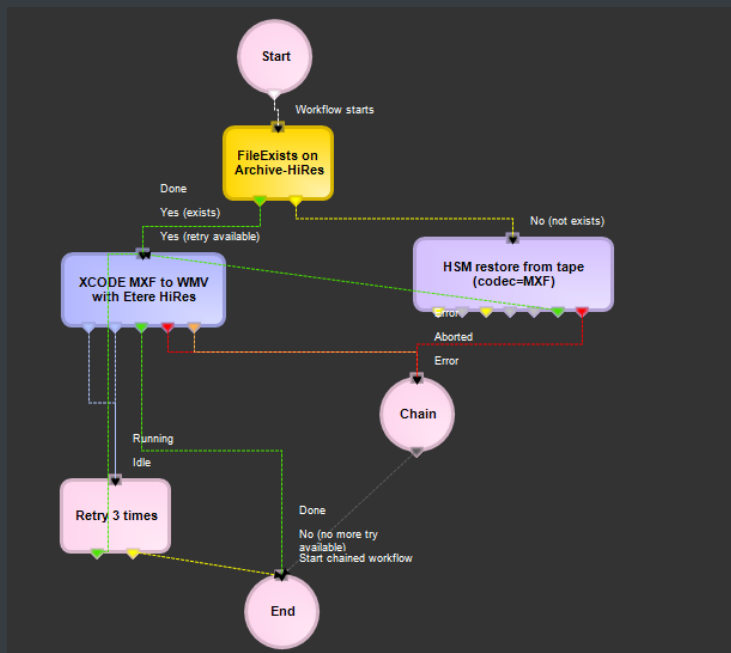 Start
Workflow starts
FileExists on
Archive-HiRes
Done
Yes (exists)
No (not exists)
Yes (retry available)
XCODE MXF to WMV
with Etere HiRes
HSM restore from tape
(codec=MXF)
Error
Aborted
Error
Chain
Running
Idle
Retry 3 times
Done
No (no more try
available)
Start chained workflow
End